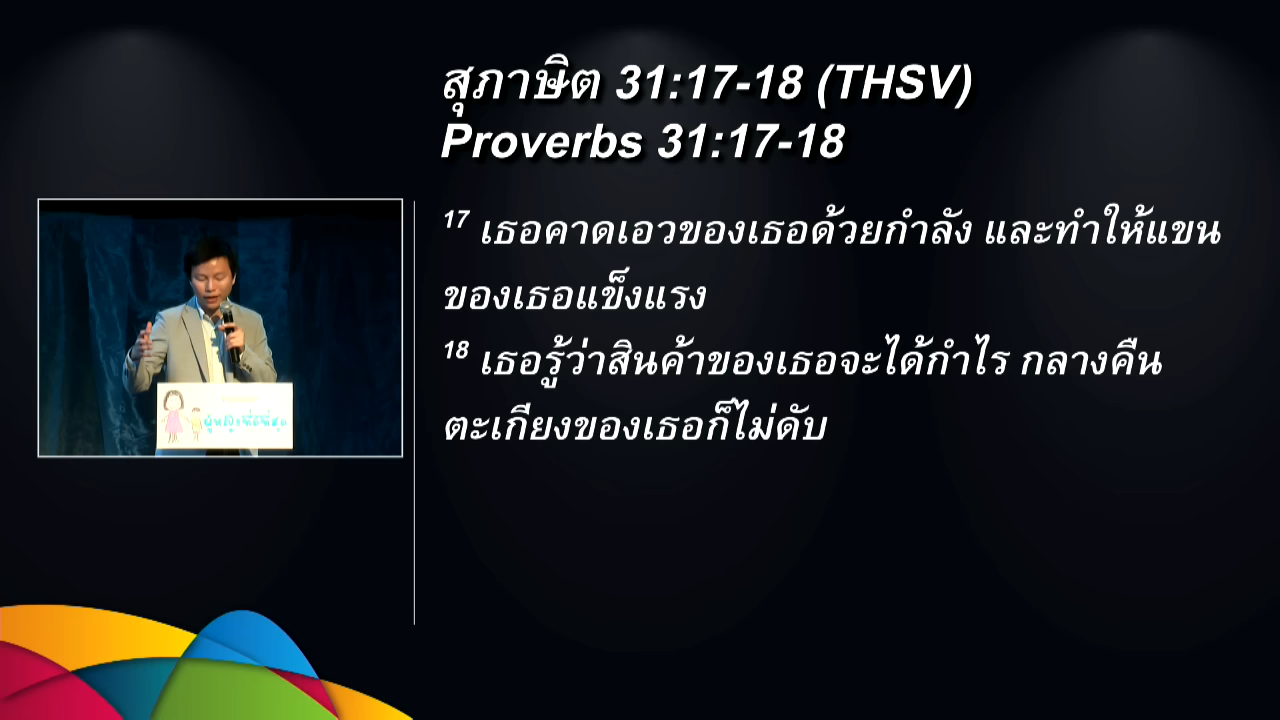 สุภาษิต 31:17-18 (THSV)
Proverbs 31:17-18
17 เธอคาดเอวของเธอด้วยกำลัง และทำให้แขน
ของเธอแข็งแรง
18 เธอรู้ว่าสินค้าของเธอจะได้กำไร กลางคืน
ตะเกียงของเธอก็ไม่ดับ